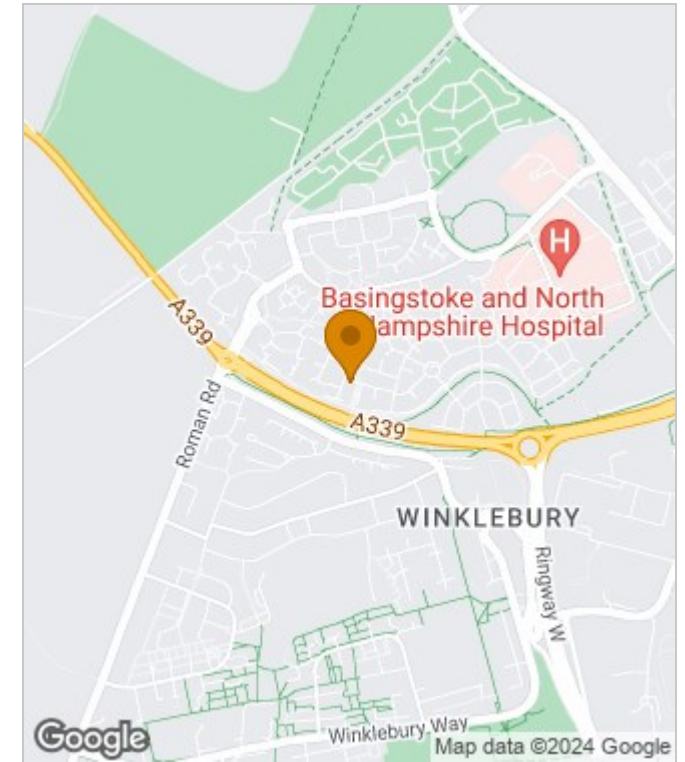 H
Basingstoke and North
Hampshire Hospital
A339
Roman Rd
A339
WINKLEBURY
Ringway W
Winklebury Way
Google
Map data ©2024 Google